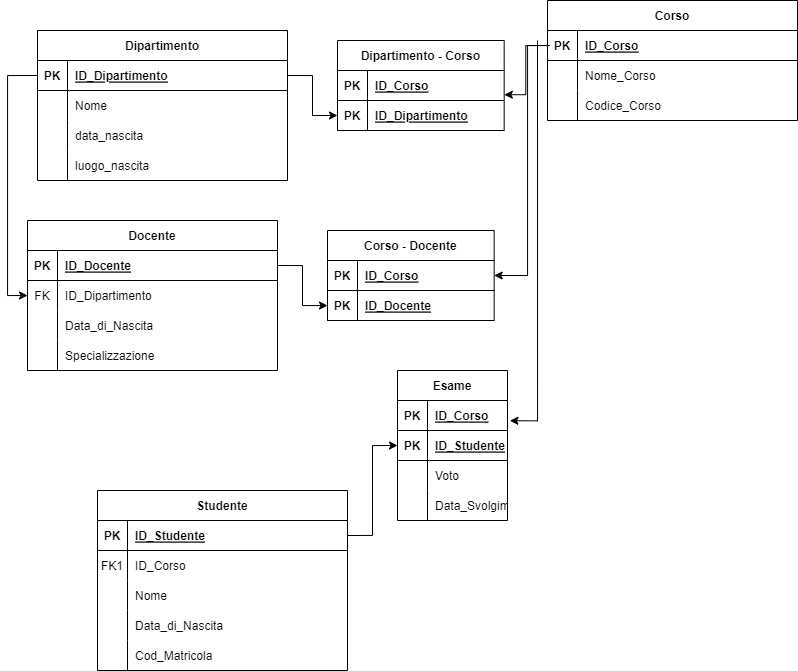 Dipartimento
PK ID_Dipartimento
Nome
data_nascita
luogo_nascita
Dipartimento - Corso
PK ID_Corso
PK ID_Dipartimento
Corso
PK ID_Corso
Nome_Corso
Codice_Corso
Docente
PK ID_Docente
FK ID_Dipartimento
Data_di_Nascita
Specializzazione
Corso - Docente
PK ID_Corso
PK ID_Docente
Esame
PK ID_Corso
PK ID_Studente
Voto
Data_Svolgim
Studente
PK ID_Studente
FK1 ID_Corso
Nome
Data_di_Nascita
Cod_Matricola